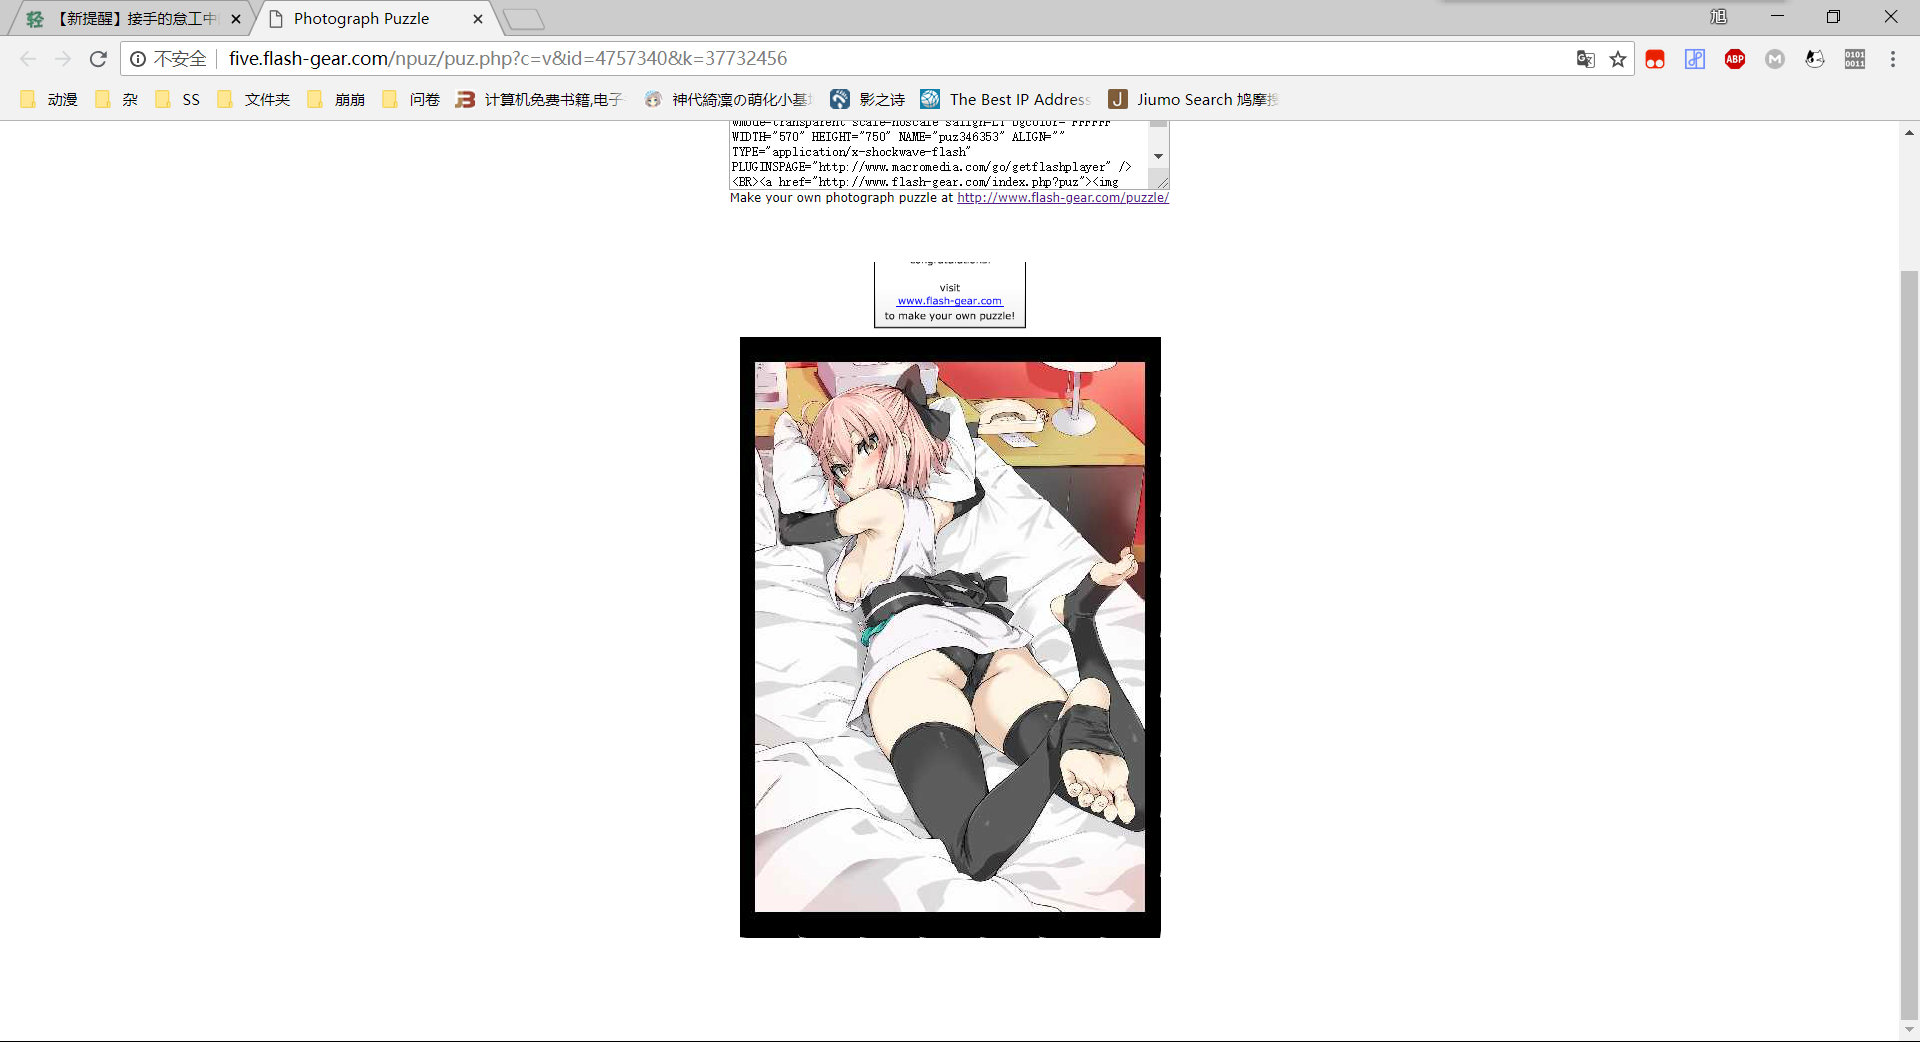 【新提醒】接手的怠工中
Photograph Puzzle
旭
不安全
five.flash-gear.com/npuz/puz.php?c=v&id=4757340&k=37732456
ABP
M
0101
0011
动漫
杂
SS
文件夹
崩崩
问卷
计算机免费书籍,电子
神代綺凜の萌化小基
影之诗
The Best IP Address
J
Jiumo Search 鸠摩搜
wmode=transparent scale=noscale salign=LT bgcolor="FFFFFF"
WIDTH="570" HEIGHT="750" NAME="puz346353" ALIGN=""
TYPE="application/x-shockwave-flash"
PLUGINSPAGE="http://www.macromedia.com/go/getflashplayer" />
<BR><a href="http://www.flash-gear.com/index.php?puz"><img
Make your own photograph puzzle at http://www.flash-gear.com/puzzle/
congratulations!
visit
www.flash-gear.com
to make your own puzzle!